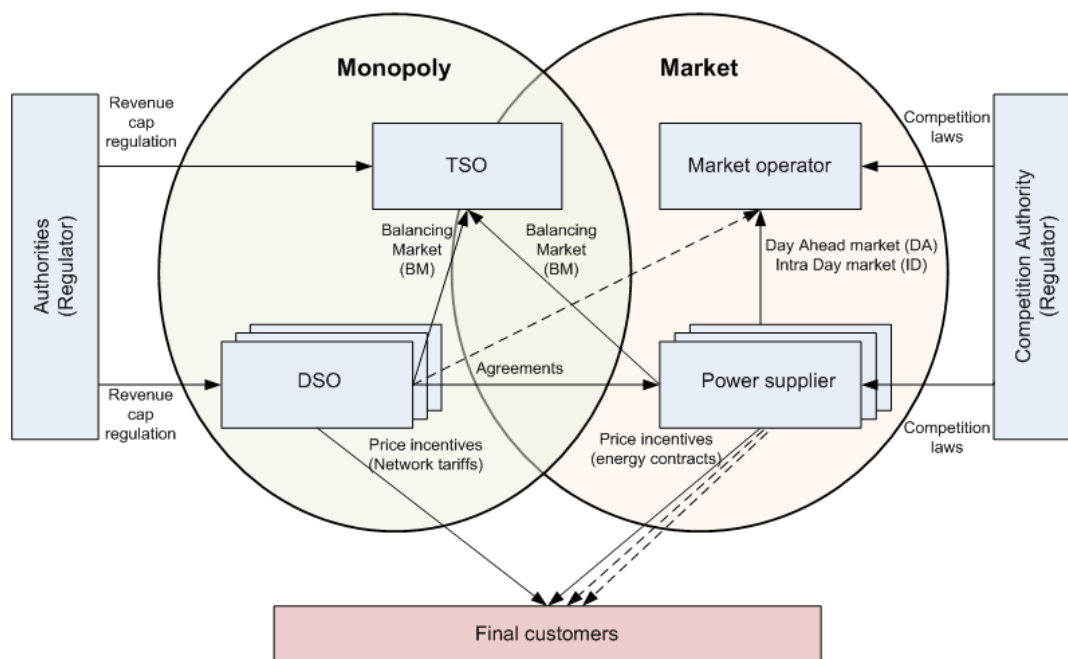 Monopoly
Market
Revenue
cap
regulation
Competition
laws
TSO
Market operator
Authorities
(Regulator)
Competition Authority
(Regulator)
Balancing
Market
(BM)
Balancing
Market
(BM)
Day Ahead market (DA)
Intra Day market (ID)
DSO
Agreements
Power supplier
Revenue
cap
regulation
Price incentives
(Network tariffs)
Price incentives
(energy contracts)
Competition
laws
Final customers